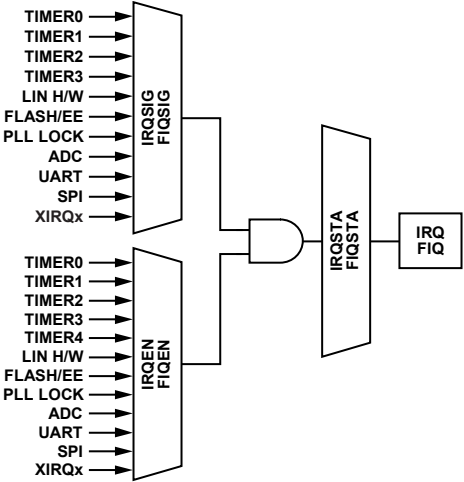 TIMER0
TIMER1
TIMER2
TIMER3
LIN H/W
FLASH/EE
PLL LOCK
ADC
UART
SPI
XIRQx
IRQSIG
FIQSIG
TIMER0
TIMER1
TIMER2
TIMER3
TIMER4
LIN H/W
FLASH/EE
PLL LOCK
ADC
UART
SPI
XIRQx
IRQEN
FIQEN
IRQSTA
FIQSTA
IRQ
FIQ